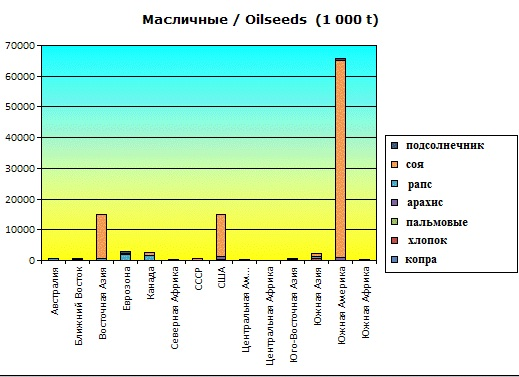 Масличные / Oilseeds (1 000 t)
70000
60000
50000
40000
30000
20000
10000
0
Австралия
Ближний Восток
Восточная Азия
Еврозона
Канада
Северная Африка
СССР
США
Центральная Ам...
Центральная Африка
Юго-Восточная Азия
Южная Азия
Южная Америка
Южная Африка
подсолнечник
соя
рапс
арахис
пальмовые
хлопок
копра